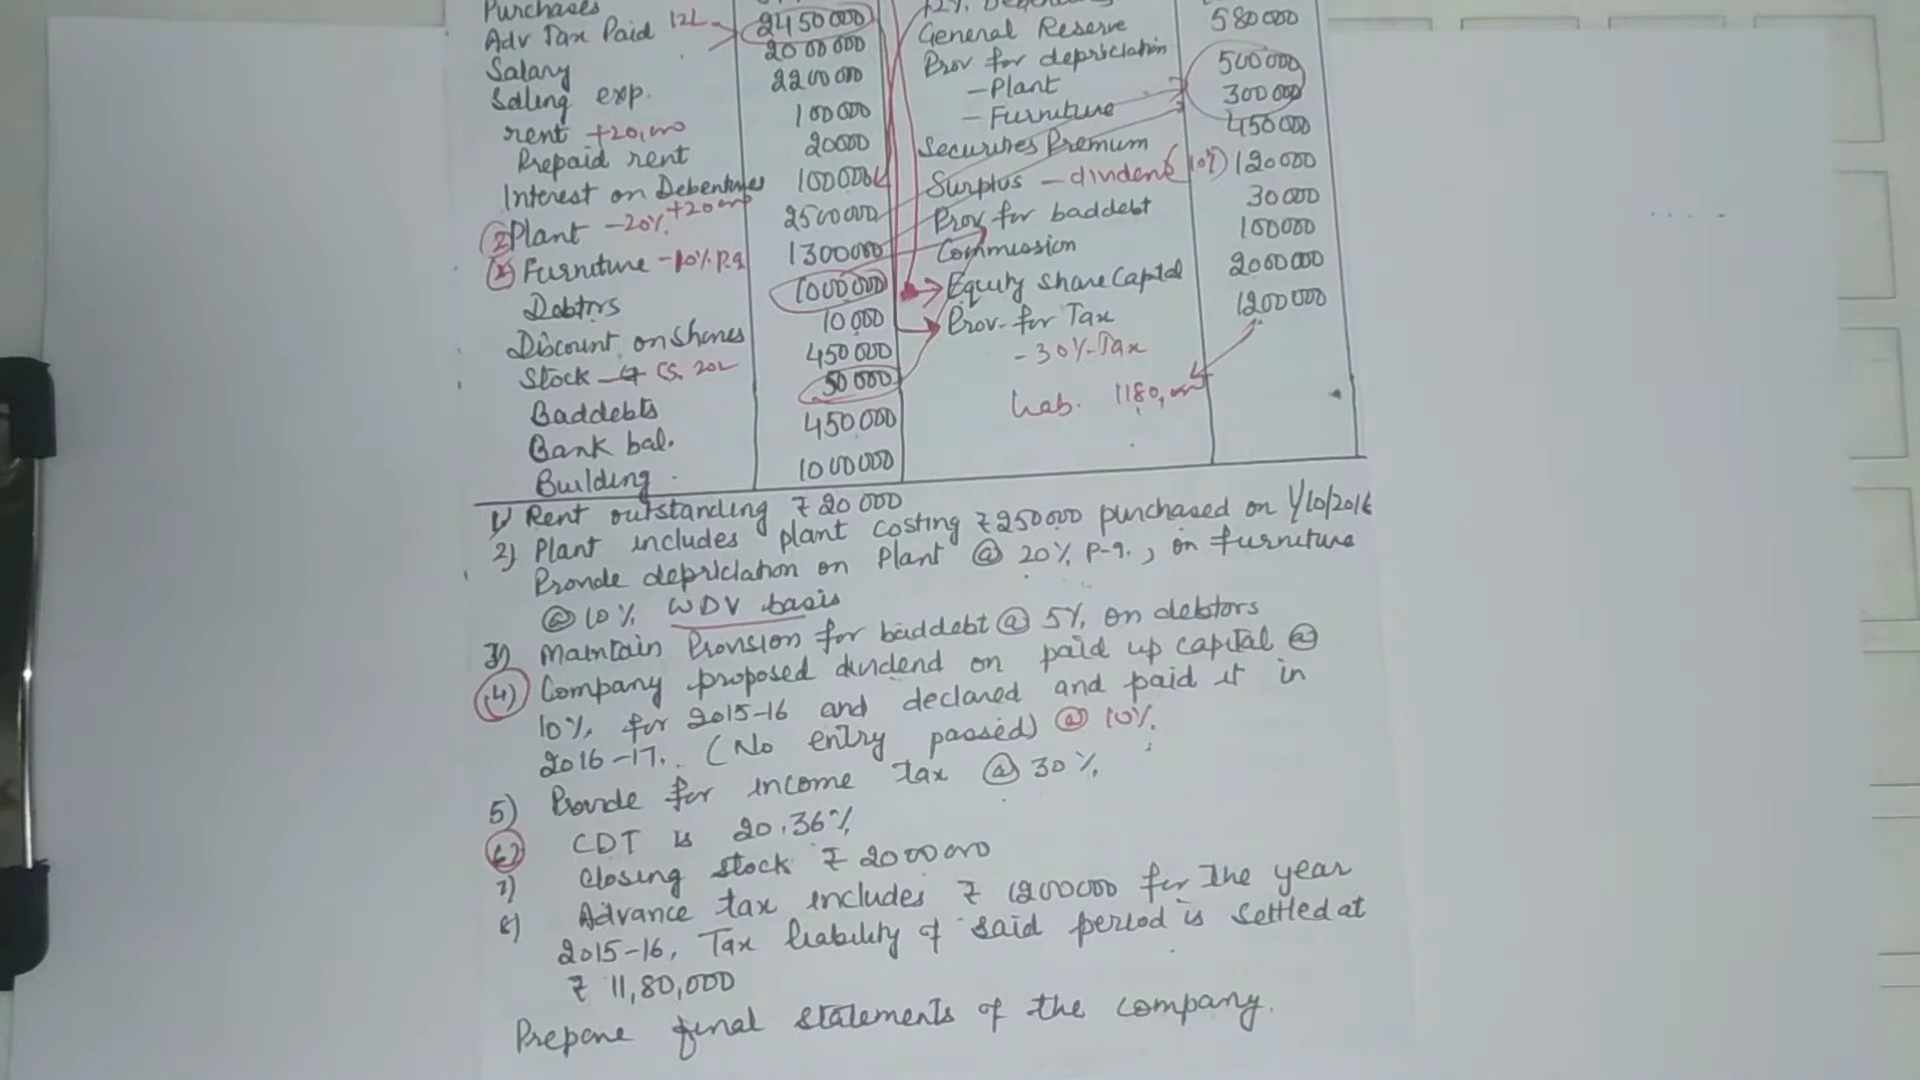 Purchases
Adv Tax Paid 12L 2450000
Salary 2000000
Selling exp. 2200000
rent +20,000 100000
Prepaid rent 20000
Interest on Debentures 100000
2 Plant -20% +20000 2500000
2 Furniture -10% p.a 1300000
Debtors 1000000
Discount on Shares 10000
Stock → CS. 20L 450000
Baddebts 50000
Bank bal. 450000
Building. 1000000
12%
General Reserve 580000
Prov for depriciation
-Plant 500000
- Furniture 300000
Securities Premum 450000
Surplus - dividend (10%) 120000
Prov for baddebt 30000
Commission 100000
Equity Share Capital 2000000
Prov. for Tax 1200000
-30% Tax
Liab. 1180,000
1) Rent outstanding ₹ 20 000
2) Plant includes plant costing ₹ 250000 purchased on 1/10/2016
Provide depriciation on Plant @ 20% p.a., on furniture
@ 10% WDV basis
3) Maintain Provision for baddebt @ 5% on debtors
4) Company proposed dividend on paid up capital @
10% for 2015-16 and declared and paid it in
2016-17. (No entry passed) @ 10%.
5) Provide for income tax @ 30%
6) CDT is 20.36%
7) Closing stock ₹ 2000000
8) Advance tax includes ₹ 1200000 for the year
2015-16, Tax liability of said period is settled at
₹ 11,80,000
Prepare final statements of the company.